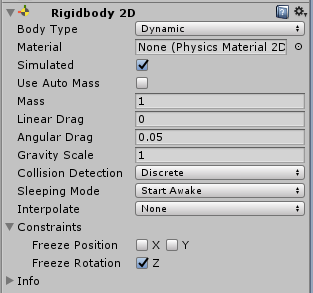 Rigidbody 2D
Body Type Dynamic
Material None (Physics Material 2D
Simulated
Use Auto Mass
Mass 1
Linear Drag 0
Angular Drag 0.05
Gravity Scale 1
Collision Detection Discrete
Sleeping Mode Start Awake
Interpolate None
Constraints
Freeze Position X Y
Freeze Rotation Z
Info